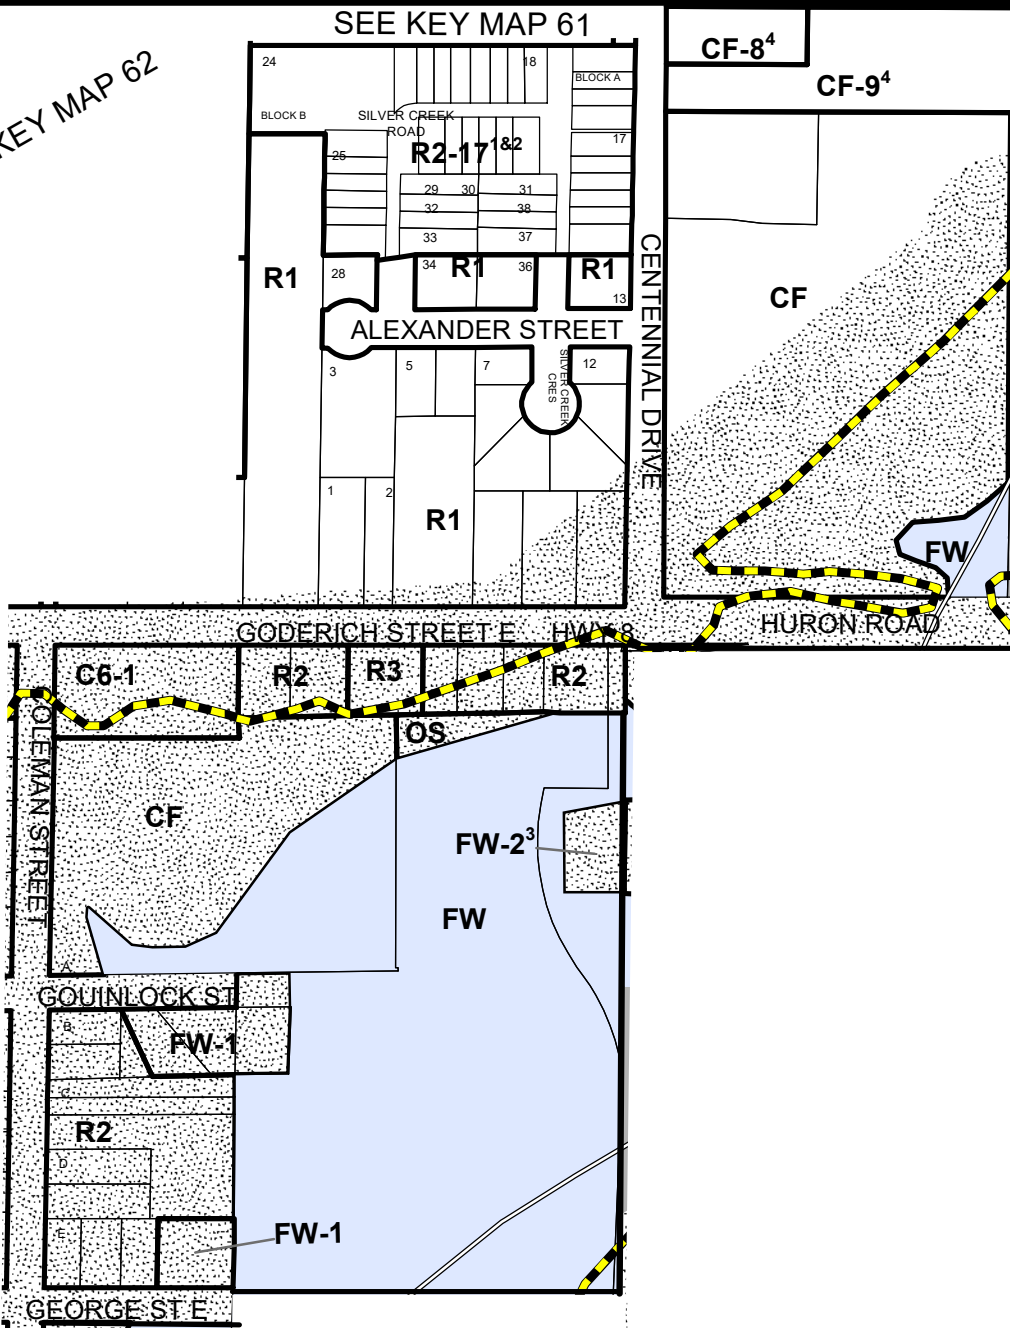 SEE KEY MAP 61
KEY MAP 62
CF-8⁴
CF-9⁴
24
18
BLOCK A
BLOCK B
SILVER CREEK
ROAD
17
R2-17¹&²
25
29
30
31
32
38
33
37
R1
28
34
R1
36
R1
13
CENTENNIAL DRIVE
CF
ALEXANDER STREET
3
5
7
SILVER CREEK
CRES
12
1
2
R1
FW
GODERICH STREET E
HWY 8
HURON ROAD
C6-1
R2
R3
R2
OS
COLEMAN STREET
CF
FW-2³
FW
A
GOUINLOCK ST
B
FW-1
C
R2
D
E
FW-1
GEORGE ST E